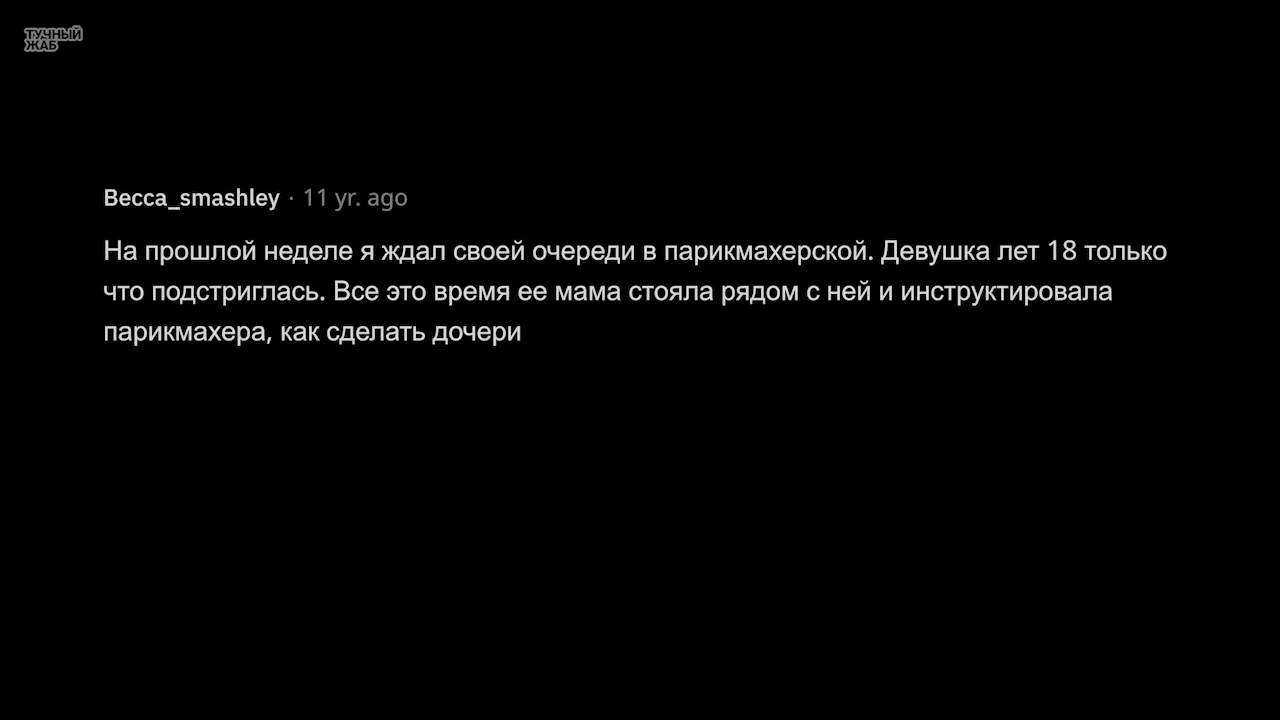 ТУЧНЫЙ
ЖАБ
Becca_smashley · 11 yr. ago
На прошлой неделе я ждал своей очереди в парикмахерской. Девушка лет 18 только
что подстриглась. Все это время ее мама стояла рядом с ней и инструктировала
парикмахера, как сделать дочери